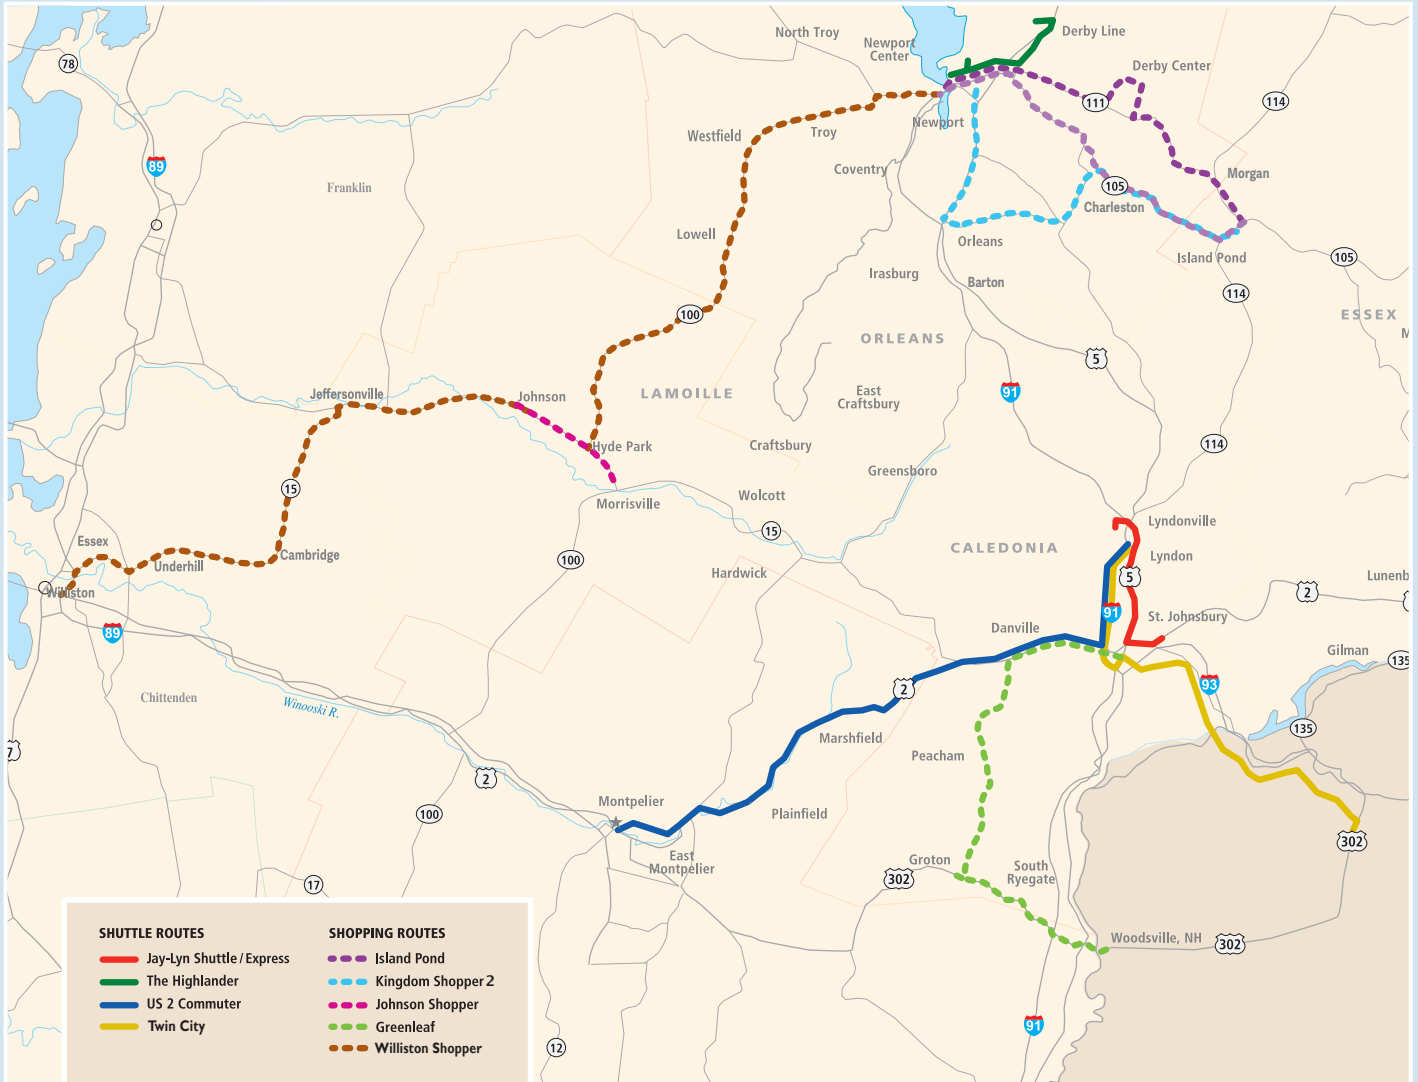 North Troy
Newport
Center
Derby Line
78
Derby Center
111
114
Westfield
Troy
Newport
89
Coventry
Morgan
Franklin
105
Charleston
Lowell
Orleans
Island Pond
105
Irasburg
Barton
114
100
ESSEX
ORLEANS
M
5
91
Jeffersonville
Johnson
LAMOILLE
East
Craftsbury
Hyde Park
Craftsbury
114
Greensboro
15
Morrisville
Wolcott
Lyndonville
15
Essex
CALEDONIA
Cambridge
Lyndon
100
Underhill
Hardwick
5
Lunenb
Williston
2
91
St. Johnsbury
89
Danville
Gilman
135
93
2
Chittenden
Winooski R.
135
Marshfield
7
Peacham
2
Montpelier
100
Plainfield
302
East
Montpelier
Groton
South
Ryegate
302
17
SHUTTLE ROUTES
Jay-Lyn Shuttle/Express
The Highlander
US 2 Commuter
Twin City
SHOPPING ROUTES
Island Pond
Kingdom Shopper 2
Johnson Shopper
Greenleaf
Williston Shopper
Woodsville, NH
302
91
12